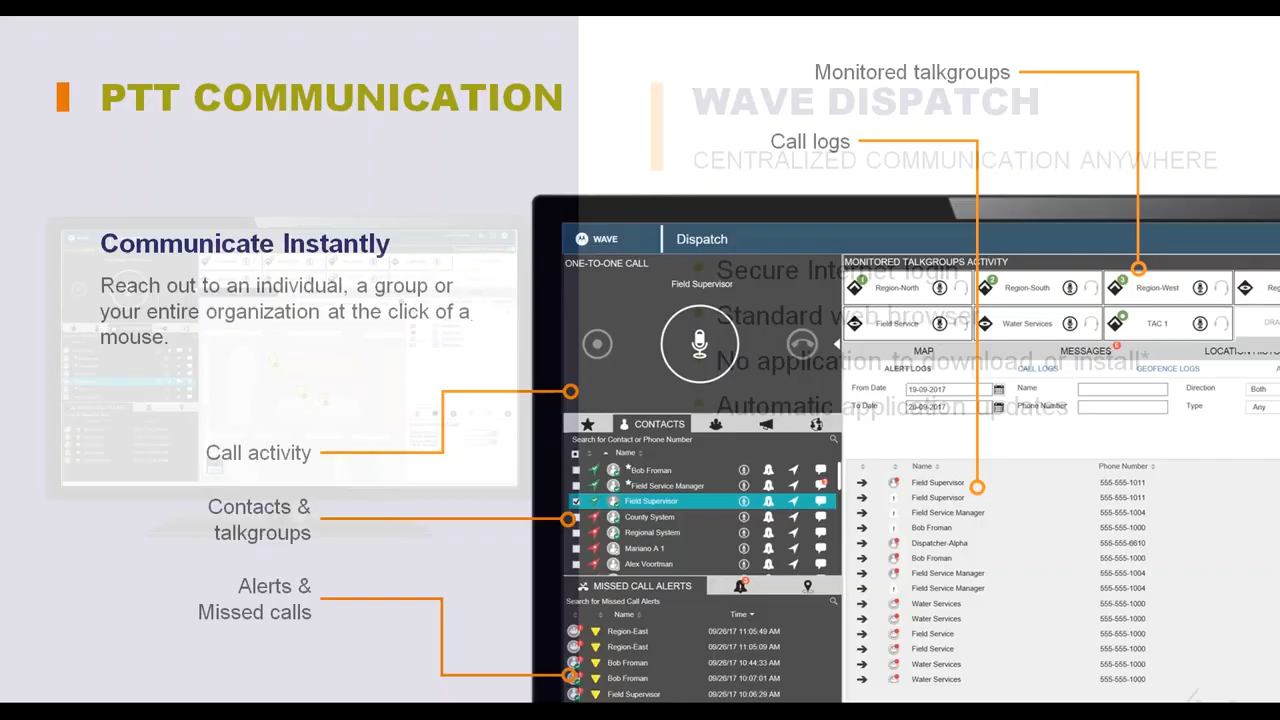 PTT COMMUNICATION
Communicate Instantly
Reach out to an individual, a group or
your entire organization at the click of a
mouse.
Call activity
Contacts &
talkgroups
Alerts &
Missed calls
Monitored talkgroups
WAVE DISPATCH
Call logs
CENTRALIZED COMMUNICATION ANYWHERE
Secure Internet login
Standard web browser
No application to download or install*
Automatic application updates
WAVE Dispatch
ONE-TO-ONE CALL
Field Supervisor
MONITORED TALKGROUPS ACTIVITY
1 Region-North 2 Region-South 3 Region-West
Field Service Water Services TAC 1
MAP MESSAGES 6
ALERT LOGS CALL LOGS GEOFENCE LOGS
From Date 19-09-2017 Name Direction Both
To Date 26-09-2017 Phone Number Type Any
CONTACTS
Search for Contact or Phone Number
Name
*Bob Froman
*Field Service Manager
Field Supervisor
County System
Regional System
Mariano A 1
Alex Voortman
MISSED CALL ALERTS
Search for Missed Call Alerts
Name Time
Region-East 09/26/17 11:05:49 AM
Region-East 09/26/17 11:05:09 AM
Bob Froman 09/26/17 10:44:33 AM
Bob Froman 09/26/17 10:07:01 AM
Field Supervisor 09/26/17 10:06:29 AM
Name Phone Number
Field Supervisor 555-555-1011
Field Supervisor 555-555-1011
Field Service Manager 555-555-1004
Bob Froman 555-555-1000
Dispatcher-Alpha 555-555-6610
Bob Froman 555-555-1000
Field Service Manager 555-555-1004
Field Service Manager 555-555-1004
Water Services 555-555-1000
Water Services 555-555-1000
Field Service 555-555-1000
Field Service 555-555-1000
Water Services 555-555-1000
Water Services 555-555-1000